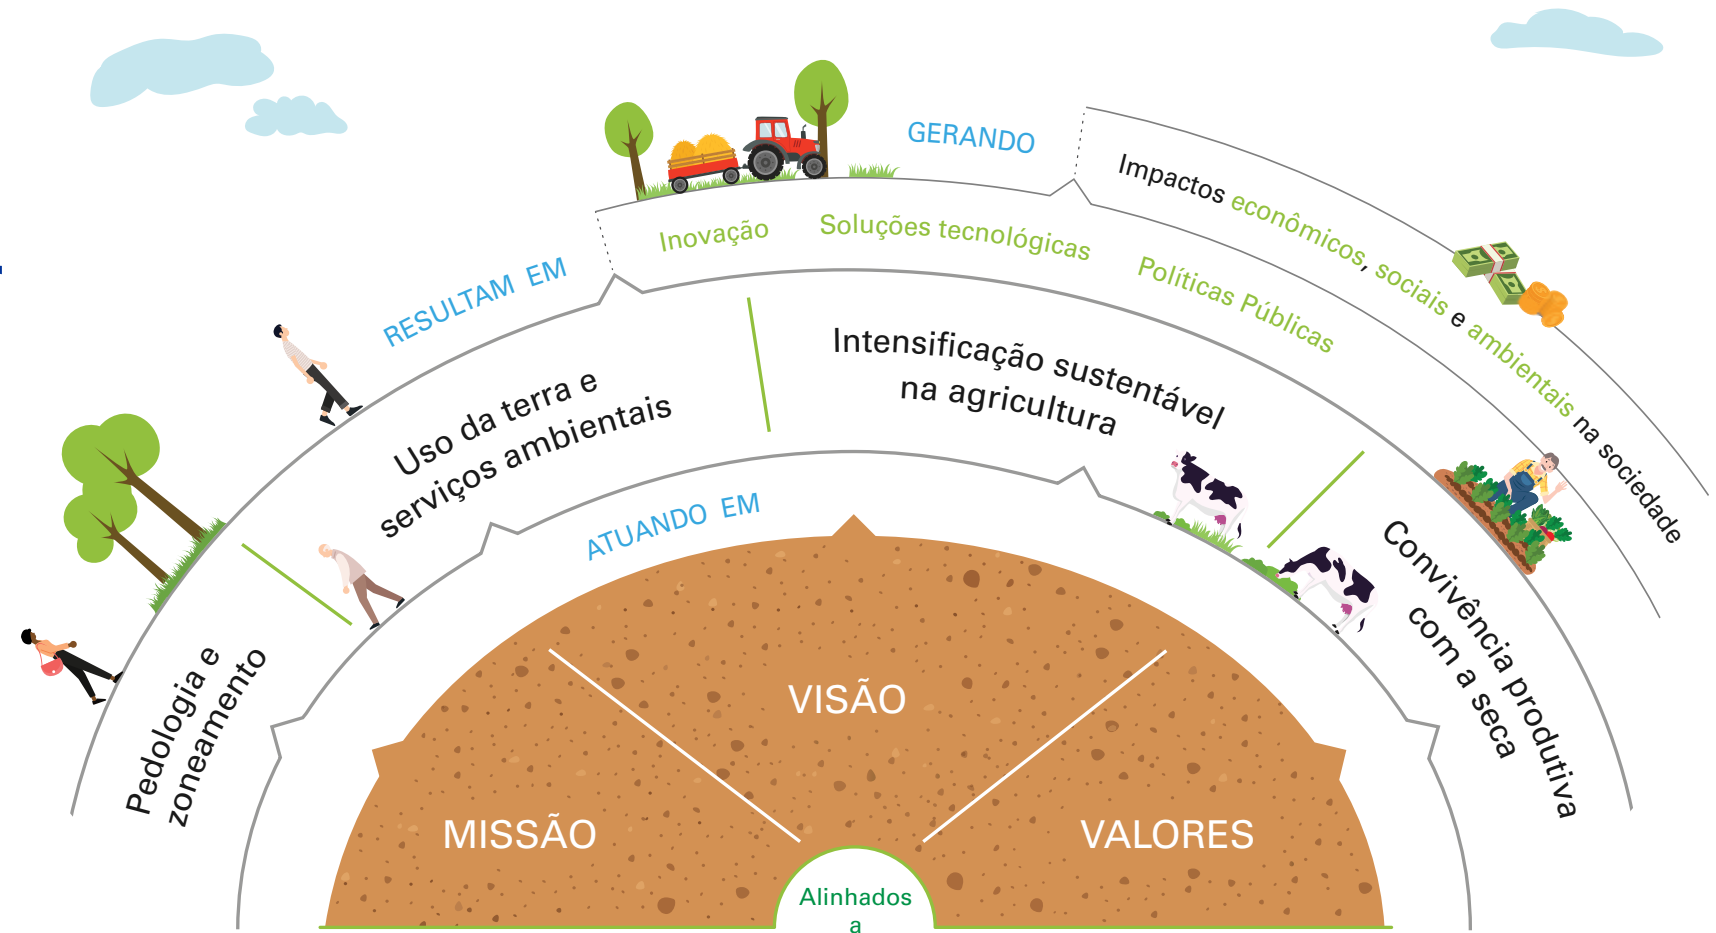 Alinhados
a
MISSÃO
VISÃO
VALORES
ATUANDO EM
Pedologia e
zoneamento
Uso da terra e
serviços ambientais
Intensificação sustentável
na agricultura
Convivência produtiva
com a seca
RESULTAM EM
Inovação
Soluções tecnológicas
Políticas Públicas
GERANDO
Impactos econômicos, sociais e ambientais na sociedade